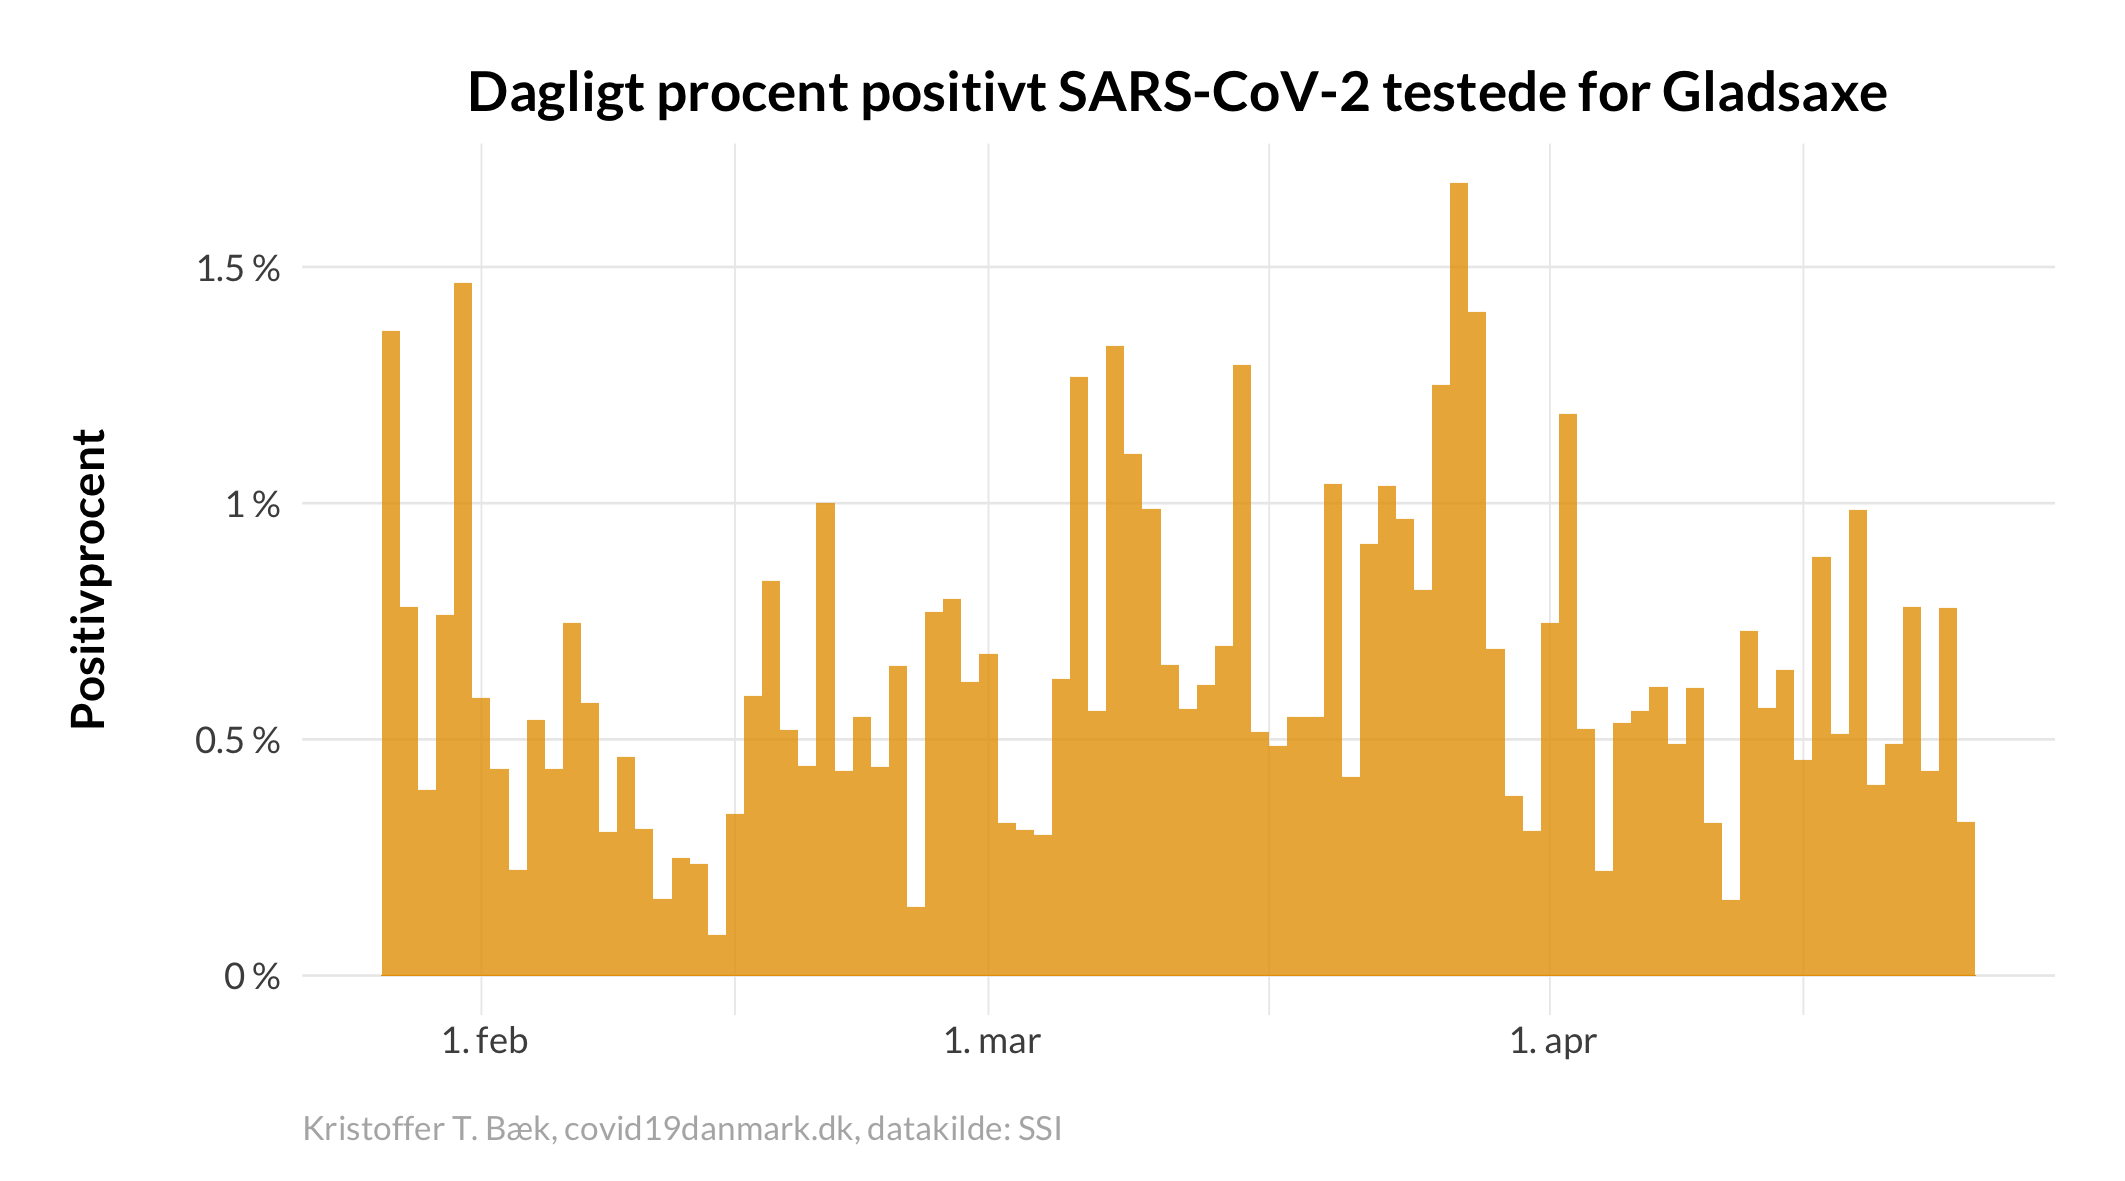 Dagligt procent positivt SARS-CoV-2 testede for Gladsaxe
Positivprocent
1.5 %
1 %
0.5 %
0 %
1. feb
1. mar
1. apr
Kristoffer T. Bæk, covid19danmark.dk, datakilde: SSI